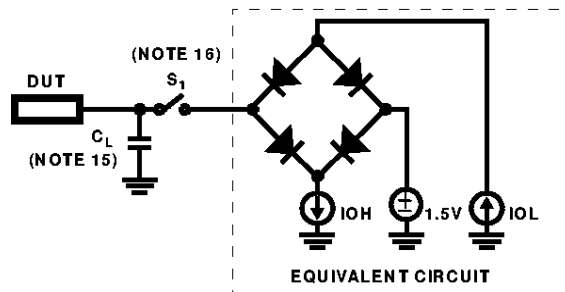 (NOTE 16)
DUT
S1
CL
(NOTE 15)
IOH
±
1.5V
IOL
EQUIVALENT CIRCUIT